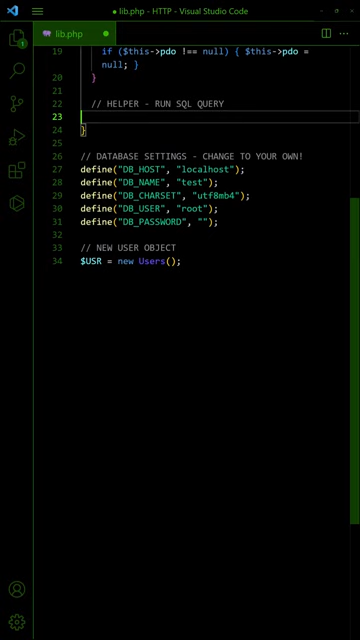 ● lib.php - HTTP - Visual Studio Code
lib.php ●
19 if ($this->pdo !== null) { $this->pdo =
null; }
20 }
21
22 // HELPER - RUN SQL QUERY
23
24 }
25
26 // DATABASE SETTINGS - CHANGE TO YOUR OWN!
27 define("DB_HOST", "localhost");
28 define("DB_NAME", "test");
29 define("DB_CHARSET", "utf8mb4");
30 define("DB_USER", "root");
31 define("DB_PASSWORD", "");
32
33 // NEW USER OBJECT
34 $USR = new Users();
1